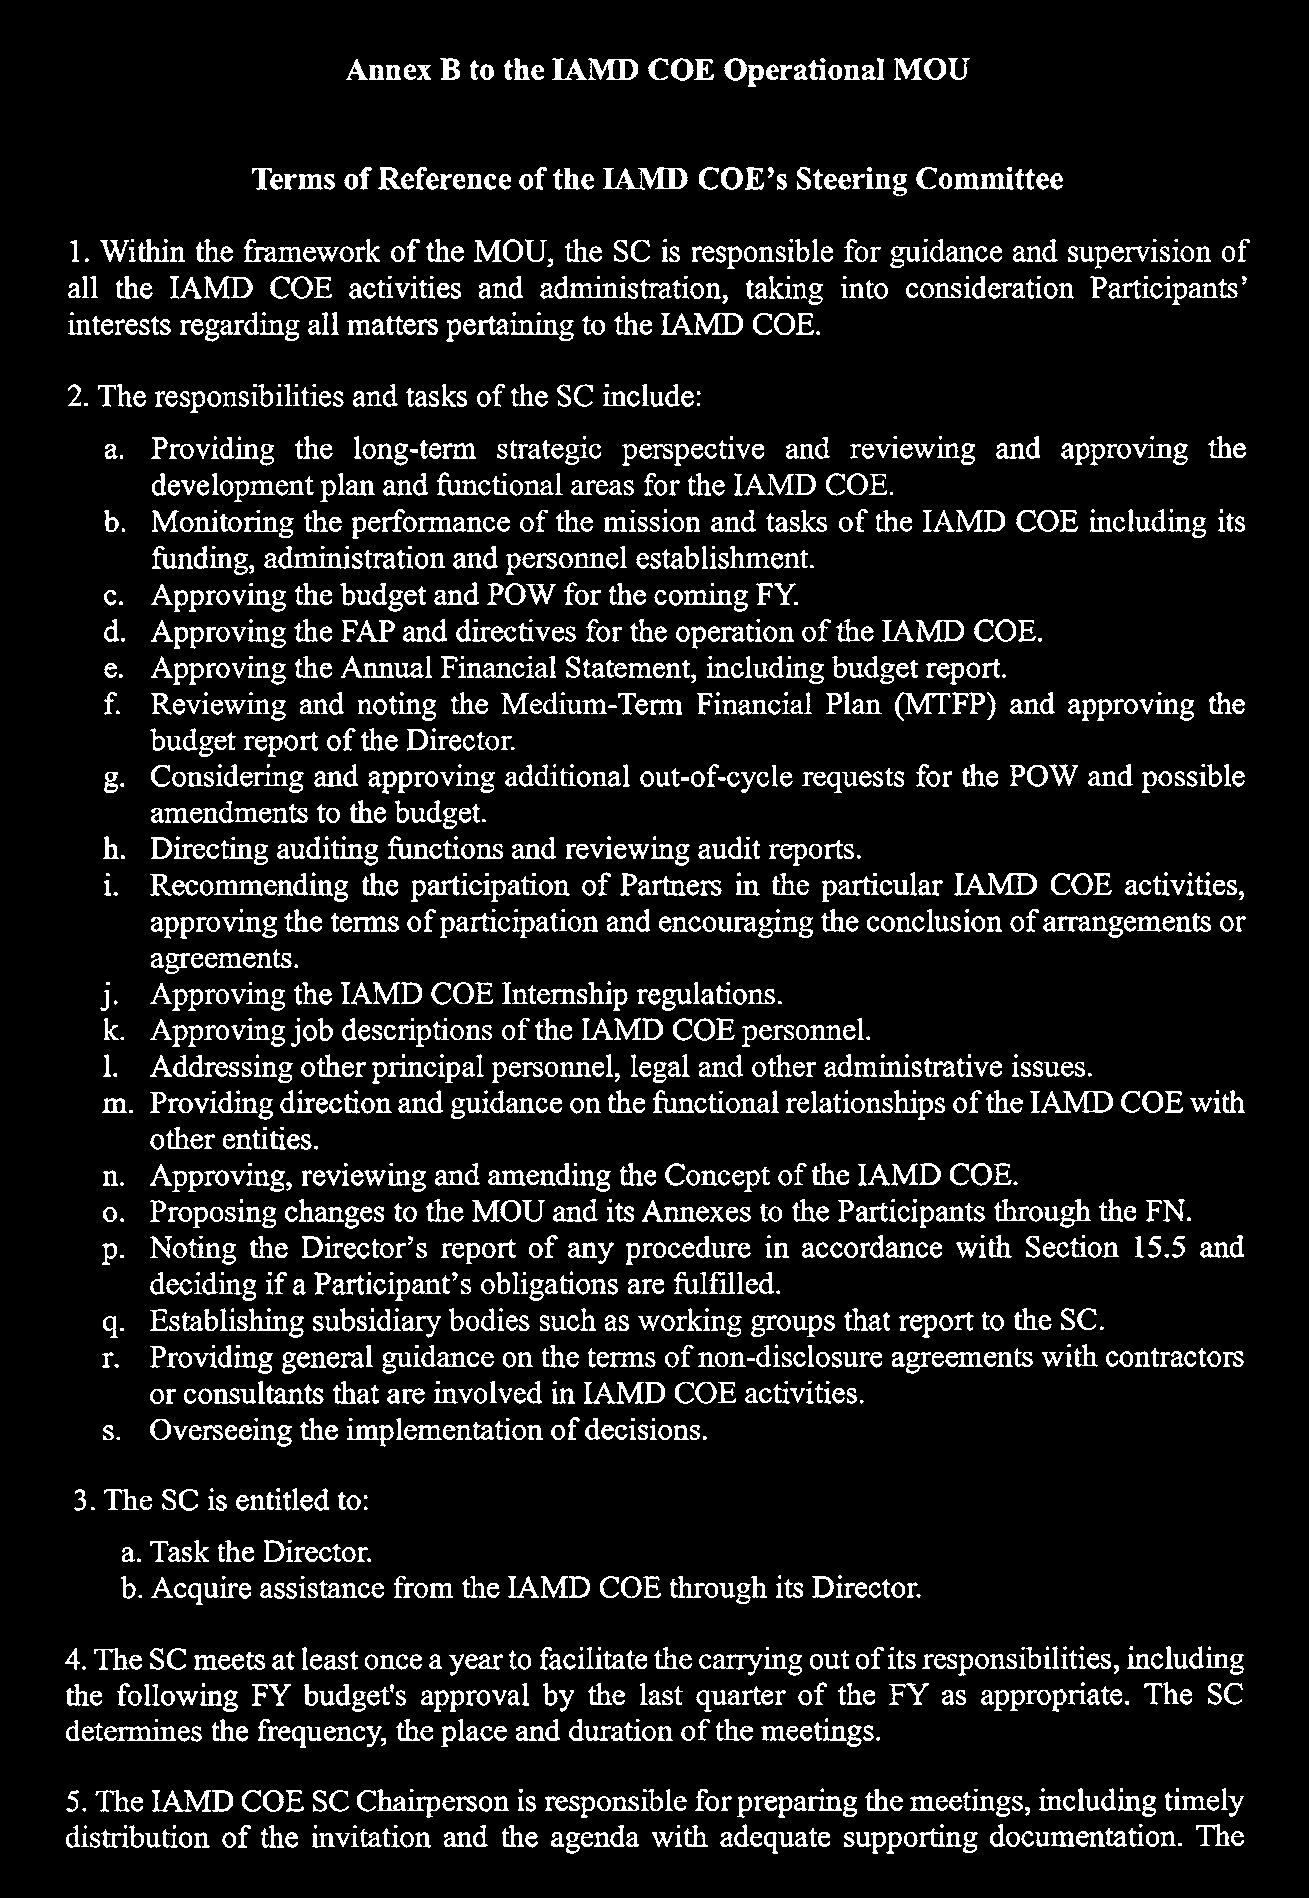 Annex B to the IAMD COE Operational MOU
Terms of Reference of the IAMD COE’s Steering Committee
1. Within the framework of the MOU, the SC is responsible for guidance and supervision of
all the IAMD COE activities and administration, taking into consideration Participants’
interests regarding all matters pertaining to the IAMD COE.
2. The responsibilities and tasks of the SC include:
a. Providing the long-term strategic perspective and reviewing and approving the
development plan and functional areas for the IAMD COE.
b. Monitoring the performance of the mission and tasks of the IAMD COE including its
funding, administration and personnel establishment.
c. Approving the budget and POW for the coming FY.
d. Approving the FAP and directives for the operation of the IAMD COE.
e. Approving the Annual Financial Statement, including budget report.
f. Reviewing and noting the Medium-Term Financial Plan (MTFP) and approving the
budget report of the Director.
g. Considering and approving additional out-of-cycle requests for the POW and possible
amendments to the budget.
h. Directing auditing functions and reviewing audit reports.
i. Recommending the participation of Partners in the particular IAMD COE activities,
approving the terms of participation and encouraging the conclusion of arrangements or
agreements.
j. Approving the IAMD COE Internship regulations.
k. Approving job descriptions of the IAMD COE personnel.
l. Addressing other principal personnel, legal and other administrative issues.
m. Providing direction and guidance on the functional relationships of the IAMD COE with
other entities.
n. Approving, reviewing and amending the Concept of the IAMD COE.
o. Proposing changes to the MOU and its Annexes to the Participants through the FN.
p. Noting the Director’s report of any procedure in accordance with Section 15.5 and
deciding if a Participant’s obligations are fulfilled.
q. Establishing subsidiary bodies such as working groups that report to the SC.
r. Providing general guidance on the terms of non-disclosure agreements with contractors
or consultants that are involved in IAMD COE activities.
s. Overseeing the implementation of decisions.
3. The SC is entitled to:
a. Task the Director.
b. Acquire assistance from the IAMD COE through its Director.
4. The SC meets at least once a year to facilitate the carrying out of its responsibilities, including
the following FY budget's approval by the last quarter of the FY as appropriate. The SC
determines the frequency, the place and duration of the meetings.
5. The IAMD COE SC Chairperson is responsible for preparing the meetings, including timely
distribution of the invitation and the agenda with adequate supporting documentation. The